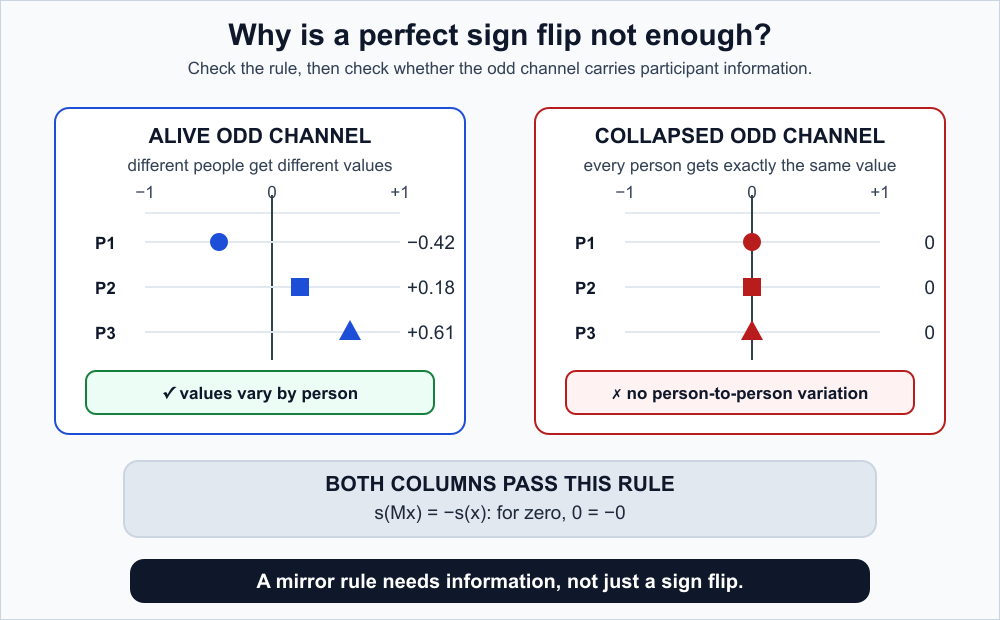 Why is a perfect sign flip not enough?
Check the rule, then check whether the odd channel carries participant information.
ALIVE ODD CHANNEL
different people get different values
−1 0 +1
P1 −0.42
P2 +0.18
P3 +0.61
✓ values vary by person
COLLAPSED ODD CHANNEL
every person gets exactly the same value
−1 0 +1
P1 0
P2 0
P3 0
✗ no person-to-person variation
BOTH COLUMNS PASS THIS RULE
s(Mx) = −s(x): for zero, 0 = −0
A mirror rule needs information, not just a sign flip.